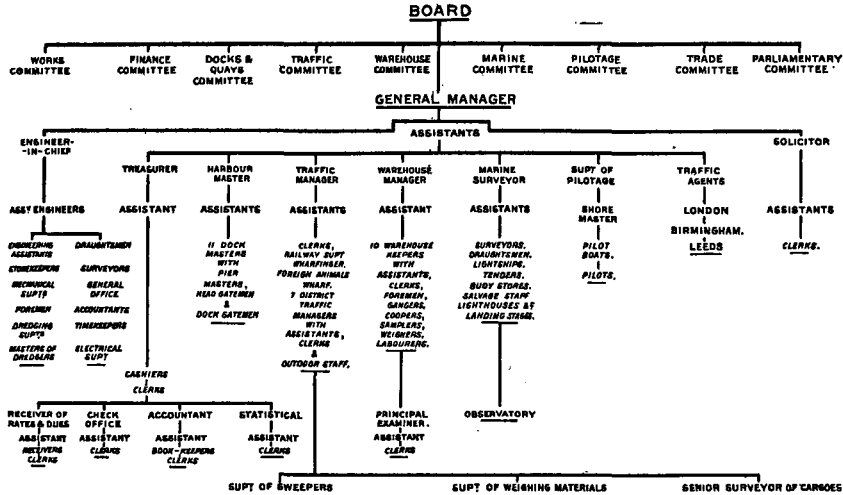 BOARD
WORKS COMMITTEE
FINANCE COMMITTEE
DOCKS & QUAYS COMMITTEE
TRAFFIC COMMITTEE
WAREHOUSE COMMITTEE
MARINE COMMITTEE
PILOTAGE COMMITTEE
TRADE COMMITTEE
PARLIAMENTARY COMMITTEE.
GENERAL MANAGER
ASSISTANTS
ENGINEER-
-IN-CHIEF
ASST ENGINEERS
ENGINEERING ASSISTANTS
STOREKEEPERS
MECHANICAL SUPTS
FOREMEN
DREDGING SUPTS
MASTERS OF DREDGERS
DRAUGHTSMEN
SURVEYORS
GENERAL OFFICE
ACCOUNTANTS
TIMEKEEPERS
ELECTRICAL SUPT
TREASURER
ASSISTANT
CASHIERS
CLERKS
HARBOUR MASTER
ASSISTANTS
11 DOCK
MASTERS
WITH
PIER
MASTERS,
HEAD GATEMEN
&
DOCK GATEMEN
TRAFFIC MANAGER
ASSISTANTS
CLERKS,
RAILWAY SUPT
WHARFINGER.
FOREIGN ANIMALS
WHARF.
7 DISTRICT
TRAFFIC
MANAGERS
WITH
ASSISTANTS,
CLERKS
&
OUTDOOR STAFF.
WAREHOUSE MANAGER
ASSISTANT
10 WAREHOUSE
KEEPERS
WITH
ASSISTANTS,
CLERKS,
FOREMEN,
GANGERS,
COOPERS,
SAMPLERS,
WEIGHERS,
LABOURERS.
MARINE SURVEYOR
ASSISTANTS
SURVEYORS.
DRAUGHTSMEN.
LIGHTSHIPS.
TENDERS.
BUOY STORES.
SALVAGE STAFF
LIGHTHOUSES &
LANDING STAGES.
SUPT OF PILOTAGE
SHORE MASTER
PILOT
BOATS.
PILOTS.
TRAFFIC AGENTS
LONDON
BIRMINGHAM.
LEEDS
SOLICITOR
ASSISTANTS
CLERKS.
RECEIVER OF RATES & DUES
ASSISTANT
RECEIVERS
CLERKS
CHECK OFFICE
ASSISTANT
CLERKS
ACCOUNTANT
ASSISTANT
BOOK-KEEPERS
CLERKS
STATISTICAL
ASSISTANT
CLERKS
PRINCIPAL EXAMINER.
ASSISTANT
CLERKS
OBSERVATORY
SUPT OF SWEEPERS
SUPT OF WEIGHING MATERIALS
SENIOR SURVEYOR OF CARGOES